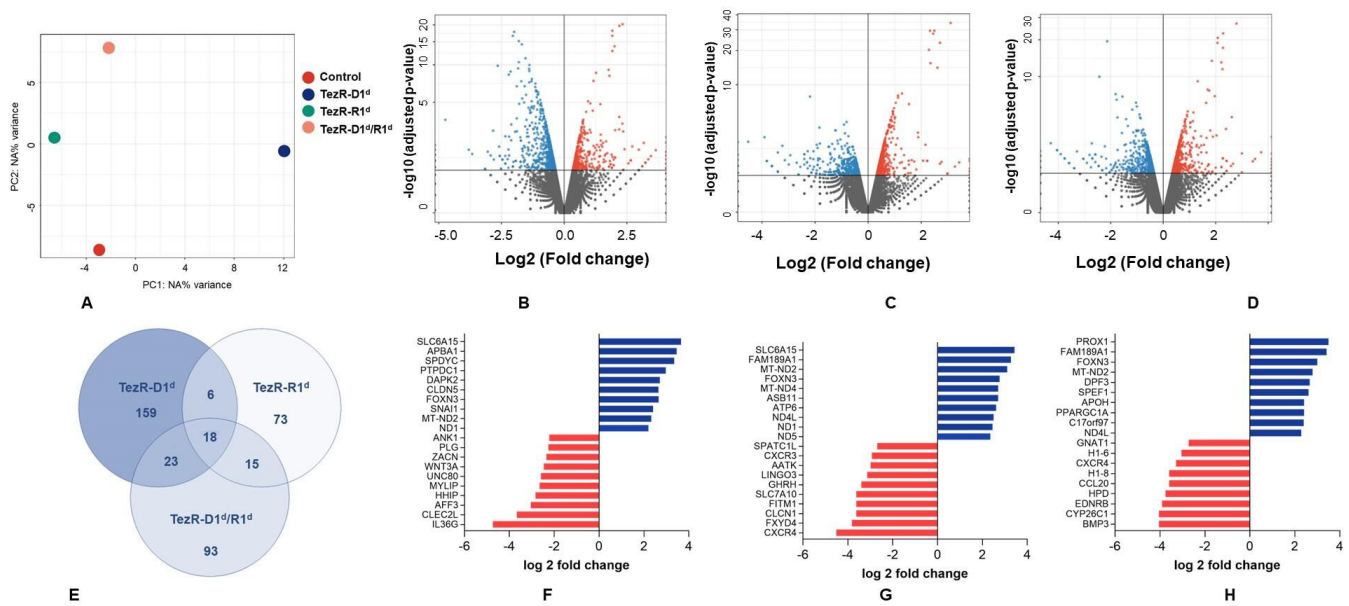 5
0
-5
PC2: NA% variance
-4
0
4
8
12
PC1: NA% variance
Control
TezR-D1ᵈ
TezR-R1ᵈ
TezR-D1ᵈ/R1ᵈ
A
-log10 (adjusted p-value)
20
15
10
5
0
-5.0
-2.5
0.0
2.5
Log2 (Fold change)
B
-log10 (adjusted p-value)
40
30
20
10
0
-4
-2
0
2
Log2 (Fold change)
C
-log10 (adjusted p-value)
30
20
10
0
-4
-2
0
2
Log2 (Fold change)
D
TezR-D1ᵈ
159
6
TezR-R1ᵈ
73
18
23
15
TezR-D1ᵈ/R1ᵈ
93
E
SLC6A15
APBA1
SPDYC
PTPDC1
DAPK2
CLDN5
FOXN3
SNAI1
MT-ND2
ND1
ANK1
PLG
ZACN
WNT3A
UNC80
MYLIP
HHIP
AFF3
CLEC2L
IL36G
-6
-4
-2
0
2
4
log 2 fold change
F
SLC6A15
FAM189A1
MT-ND2
FOXN3
MT-ND4
ASB11
ATP6
ND4L
ND1
ND5
SPATC1L
CXCR3
AATK
LINGO3
GHRH
SLC7A10
FITM1
CLCN1
FXYD4
CXCR4
-6
-4
-2
0
2
4
log 2 fold change
G
PROX1
FAM189A1
FOXN3
MT-ND2
DPF3
SPEF1
APOH
PPARGC1A
C17orf97
ND4L
GNAT1
H1-6
CXCR4
H1-8
CCL20
HPD
EDNRB
CYP26C1
BMP3
-6
-4
-2
0
2
4
log 2 fold change
H